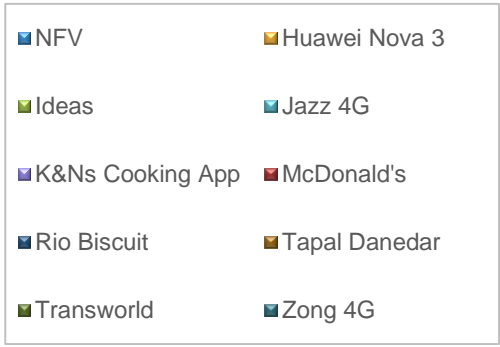 NFV
Huawei Nova 3
Ideas
Jazz 4G
K&Ns Cooking App
McDonald's
Rio Biscuit
Tapal Danedar
Transworld
Zong 4G